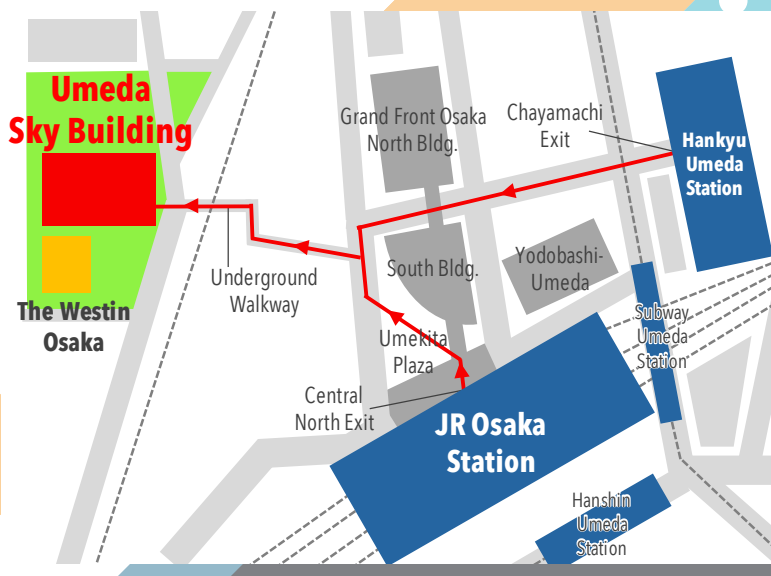 Umeda
Sky Building
Grand Front Osaka
North Bldg.
Chayamachi
Exit
Hankyu
Umeda
Station
Underground
Walkway
South Bldg.
Yodobashi-
Umeda
The Westin
Osaka
Subway
Umeda
Station
Umekita
Plaza
Central
North Exit
JR Osaka
Station
Hanshin
Umeda
Station